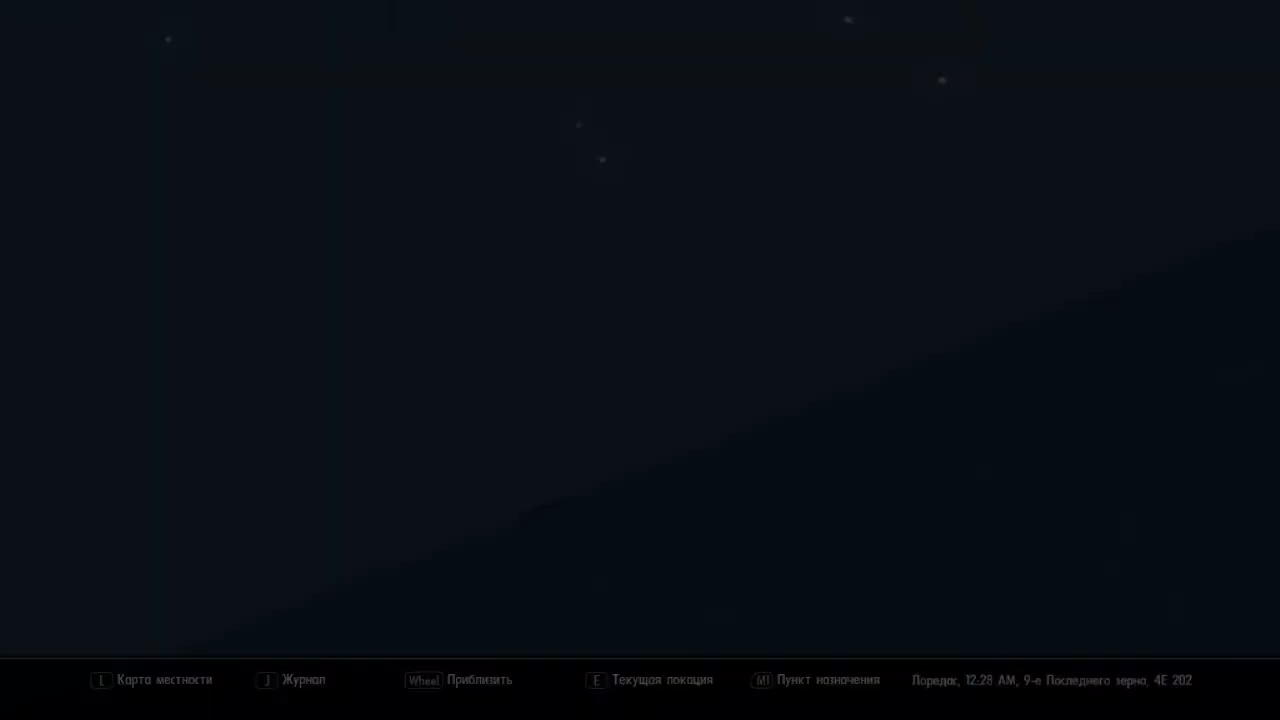 L Карта местности J Журнал Wheel Приблизить E Текущая локация M1 Пункт назначения Лоредас, 12:28 AM, 9-е Последнего зерна, 4E 202